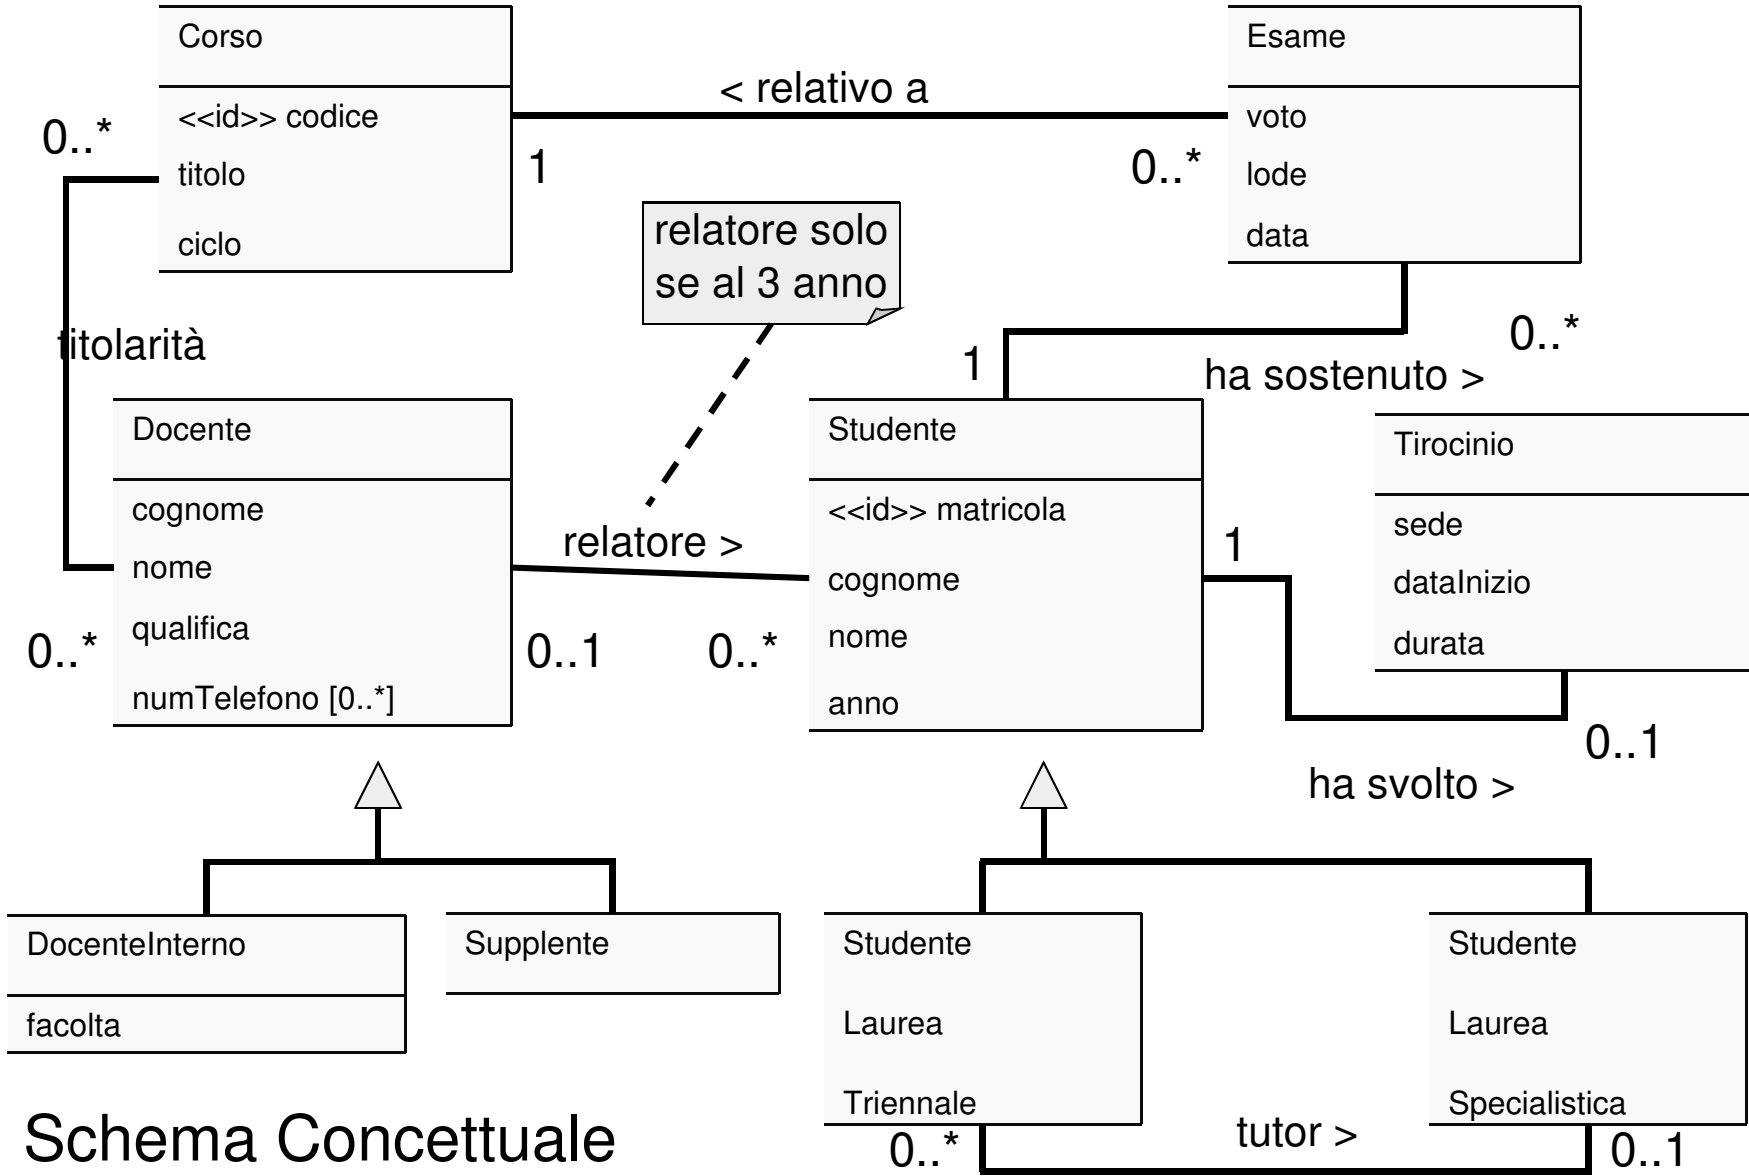 Corso
<<id>> codice
titolo
ciclo
< relativo a
Esame
voto
lode
data
0..*
1
0..*
relatore solo
se al 3 anno
titolarità
1
0..*
ha sostenuto >
Docente
cognome
nome
qualifica
numTelefono [0..*]
0..*
relatore >
0..1
0..*
Studente
<<id>> matricola
cognome
nome
anno
1
Tirocinio
sede
dataInizio
durata
0..1
ha svolto >
DocenteInterno
facolta
Supplente
Studente
Laurea
Triennale
Studente
Laurea
Specialistica
0..*
tutor >
0..1
Schema Concettuale